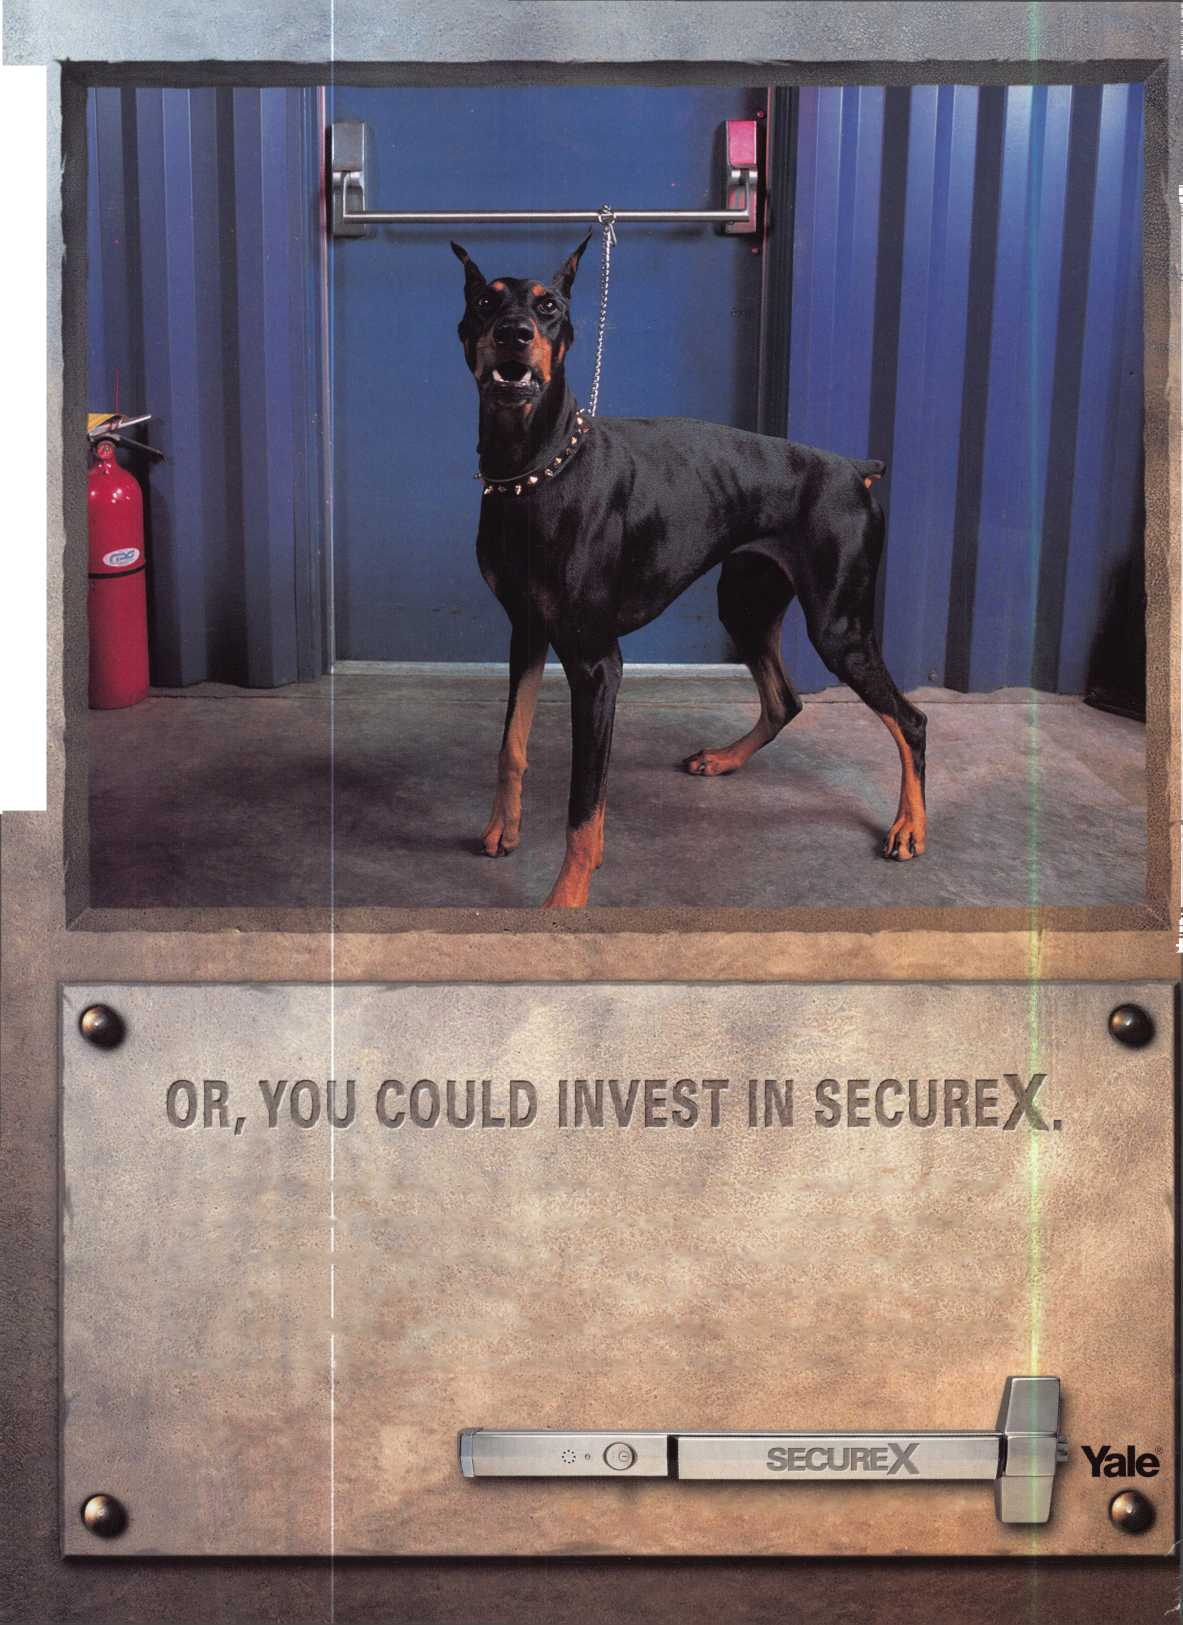 OR, YOU COULD INVEST IN SECUREX.
SECUREX
Yale®